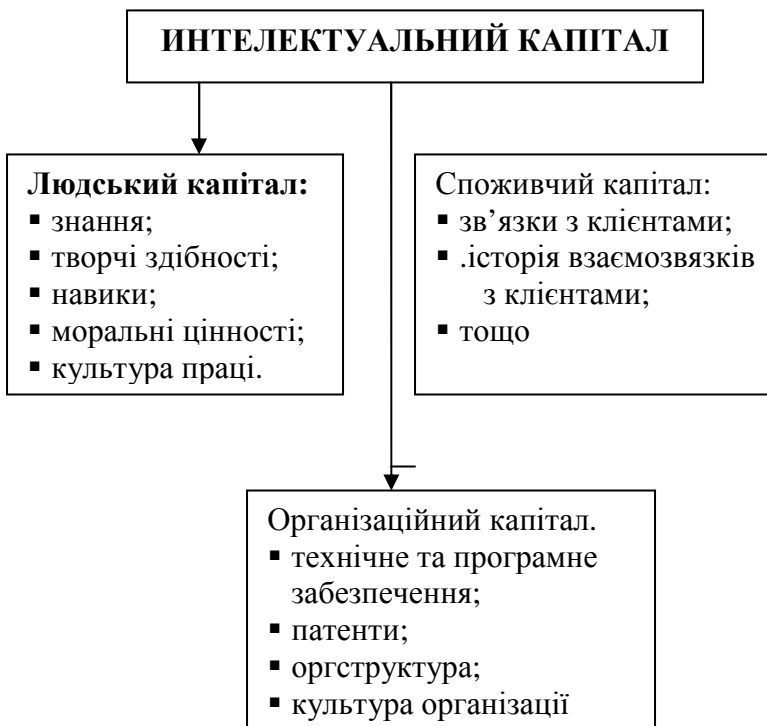 ИНТЕЛЕКТУАЛЬНИЙ КАПІТАЛ
Людський капітал:
▪ знання;
▪ творчі здібності;
▪ навики;
▪ моральні цінності;
▪ культура праці.
Споживчий капітал:
▪ зв’язки з клієнтами;
▪ .історія взаємозвязків
з клієнтами;
▪ тощо
Організаційний капітал.
▪ технічне та програмне
забезпечення;
▪ патенти;
▪ оргструктура;
▪ культура організації